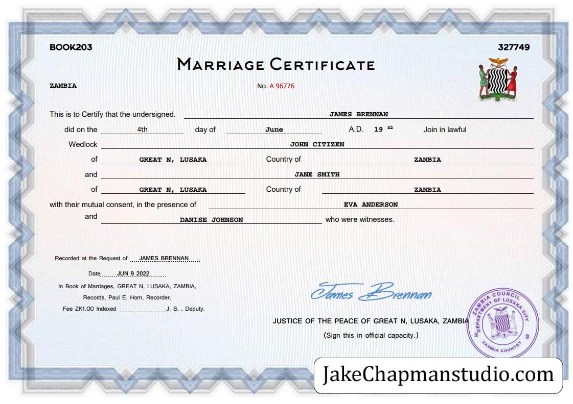 BOOK203 327749
MARRIAGE CERTIFICATE
ZAMBIA No. A 96776
This is to Certify that the undersigned. JAMES BRENNAN
did on the 4th day of June A.D. 19 Join in lawful
Wedlock JOHN CITIZEN
of GREAT N, LUSAKA Country of ZAMBIA
and JANE SMITH
of GREAT N, LUSAKA Country of ZAMBIA
with their mutual consent, in the presence of EVA ANDERSON
and DANISE JOHNSON who were witnesses.
Recorded at the Request of JAMES BRENNAN
Date JUN 9 2022
In Book of Marriages, GREAT N, LUSAKA, ZAMBIA,
Records, Paul E. Horn, Recorder.
Fee ZK1.00 Indexed J. S. . Deputy.
James Brennan
JUSTICE OF THE PEACE OF GREAT N, LUSAKA, ZAMBIA
(Sign this in official capacity.)
ZAMBIA COUNCIL
DEPARTMENT OF LUSAKA CITY
ZAMBIA COUNTRY
JakeChapmanstudio.com